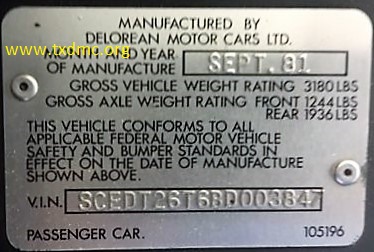 MANUFACTURED BY
DELOREAN MOTOR CARS LTD.
www.txdmc.org
MONTH AND YEAR
OF MANUFACTURE SEPT. 81
GROSS VEHICLE WEIGHT RATING 3180 LBS
GROSS AXLE WEIGHT RATING FRONT 1244 LBS
REAR 1936 LBS
THIS VEHICLE CONFORMS TO ALL
APPLICABLE FEDERAL MOTOR VEHICLE
SAFETY AND BUMPER STANDARDS IN
EFFECT ON THE DATE OF MANUFACTURE
SHOWN ABOVE.
V.I.N. SCEDT26T6BD003847
PASSENGER CAR. 105196